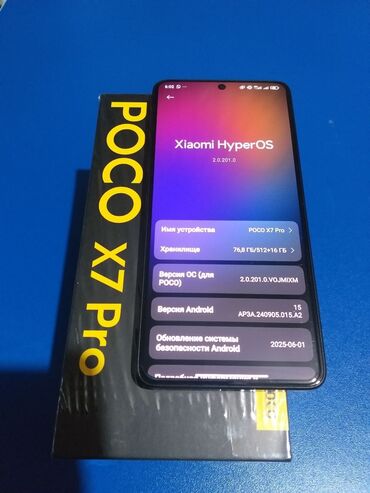 POCO X7 Pro
6:02
Xiaomi HyperOS
2.0.201.0
Имя устройства POCO X7 Pro >
Хранилище 76,8 ГБ/512+16 ГБ >
Версия ОС (для POCO) 2.0.201.0.VOJMIXM
Версия Android 15
AP3A.240905.015.A2
Обновление системы безопасности Android 2025-06-01